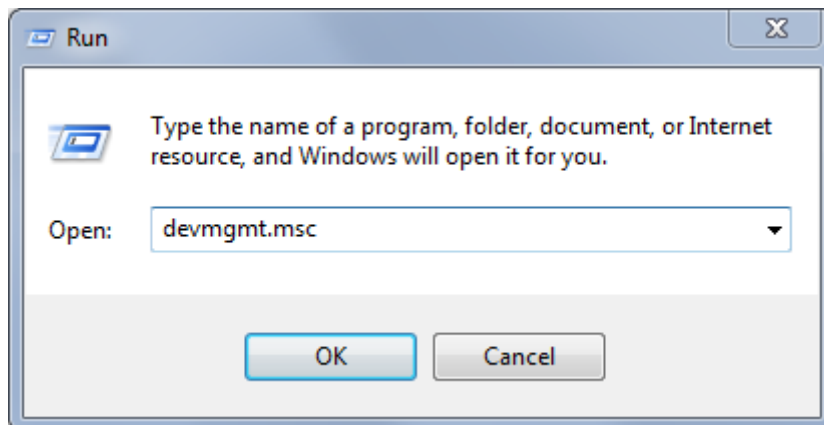 Run
Type the name of a program, folder, document, or Internet
resource, and Windows will open it for you.
Open: devmgmt.msc
OK Cancel